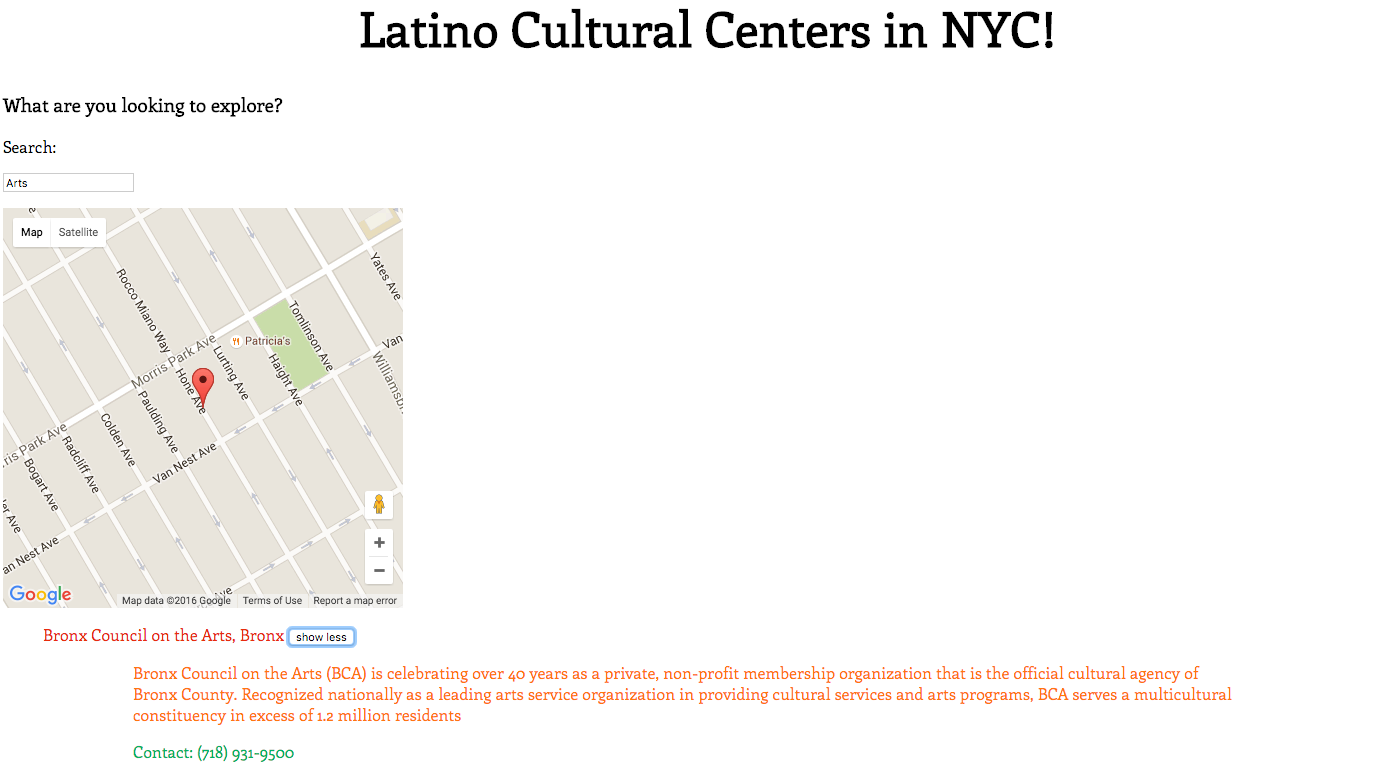 Latino Cultural Centers in NYC!
What are you looking to explore?
Search:
Arts
Map Satellite
Yates Ave
Rocco Miano Way
Tomlinson Ave
Patricia's
Van
Morris Park Ave
Lurting Ave
Haight Ave
Hone Ave
Paulding Ave
Colden Ave
Van Nest Ave
ris Park Ave
Radcliff Ave
Bogart Ave
er Ave
an Nest Ave
+
−
Google
Map data ©2016 Google Terms of Use Report a map error
Bronx Council on the Arts, Bronx show less
Bronx Council on the Arts (BCA) is celebrating over 40 years as a private, non-profit membership organization that is the official cultural agency of
Bronx County. Recognized nationally as a leading arts service organization in providing cultural services and arts programs, BCA serves a multicultural
constituency in excess of 1.2 million residents
Contact: (718) 931-9500